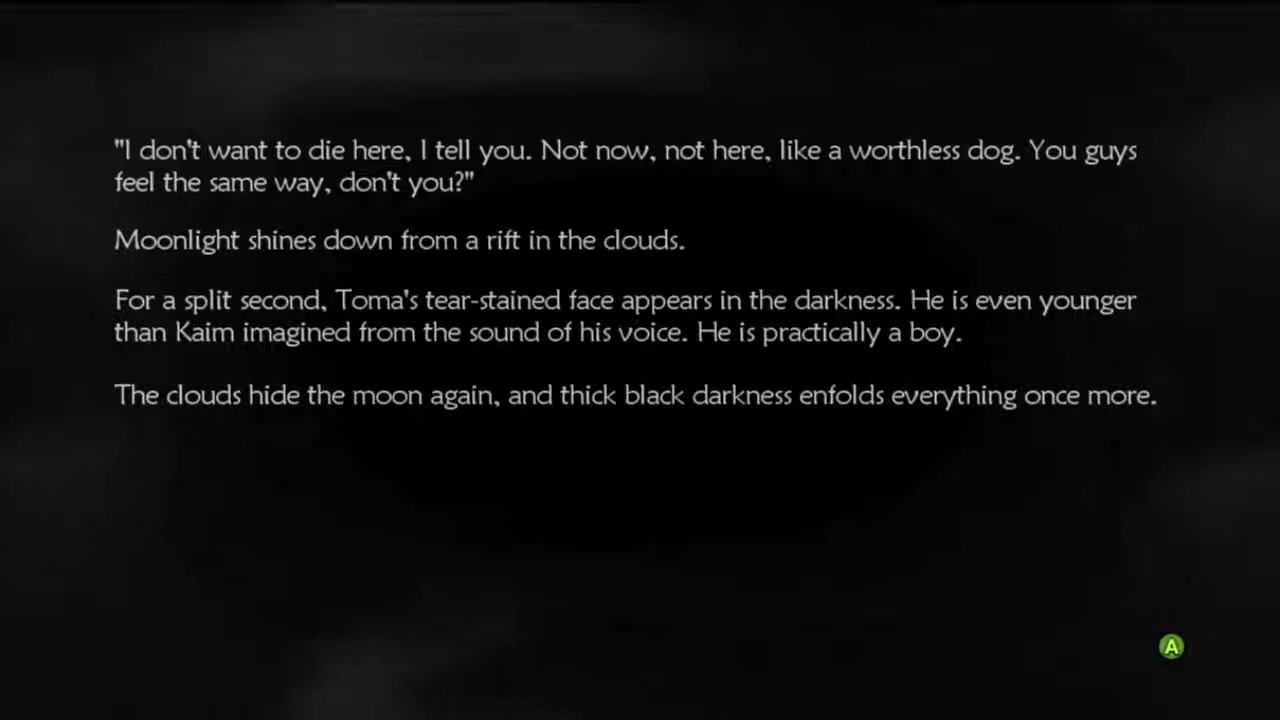 "I don't want to die here, I tell you. Not now, not here, like a worthless dog. You guys
feel the same way, don't you?"
Moonlight shines down from a rift in the clouds.
For a split second, Toma's tear-stained face appears in the darkness. He is even younger
than Kaim imagined from the sound of his voice. He is practically a boy.
The clouds hide the moon again, and thick black darkness enfolds everything once more.
A